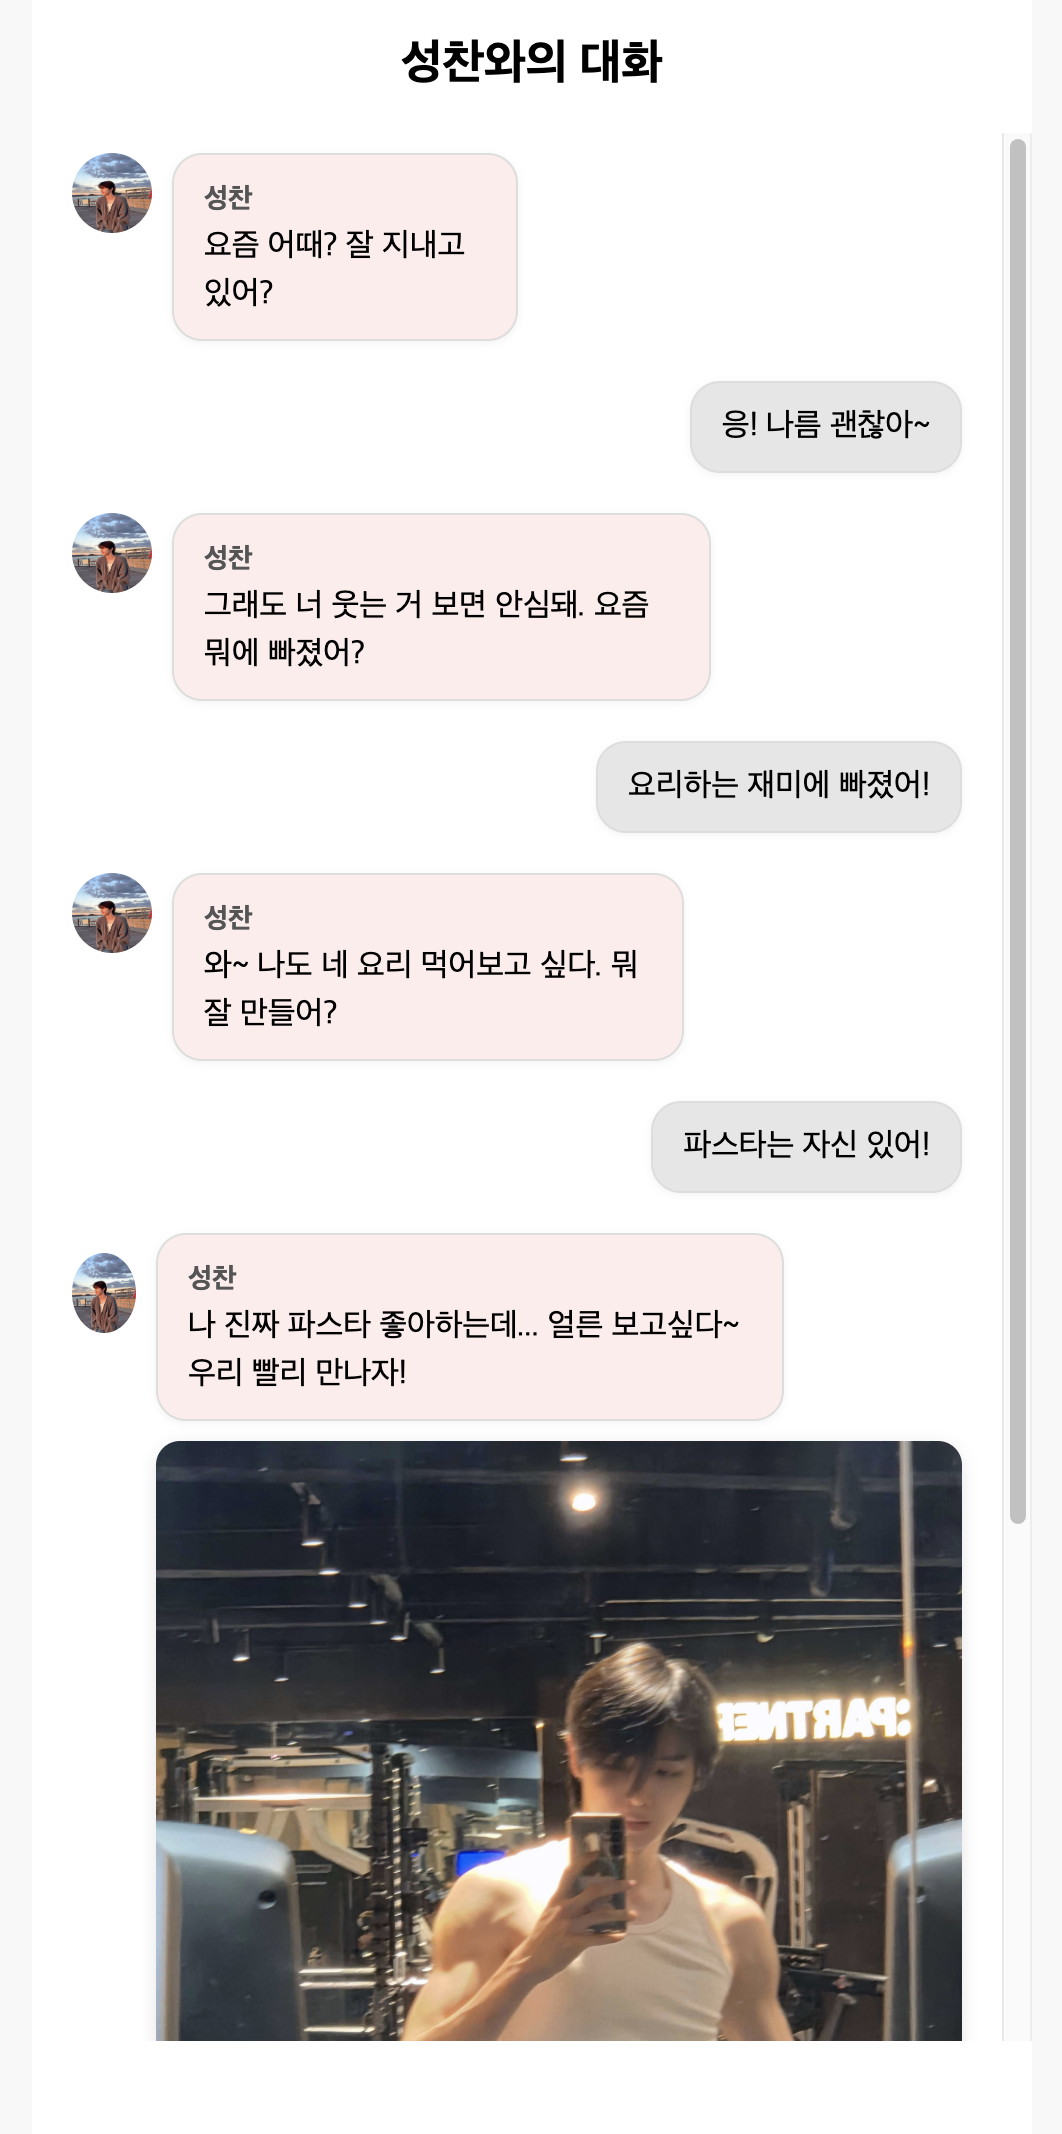 성찬와의 대화
성찬
요즘 어때? 잘 지내고
있어?
응! 나름 괜찮아~
성찬
그래도 너 웃는 거 보면 안심돼. 요즘
뭐에 빠졌어?
요리하는 재미에 빠졌어!
성찬
와~ 나도 네 요리 먹어보고 싶다. 뭐
잘 만들어?
파스타는 자신 있어!
성찬
나 진짜 파스타 좋아하는데... 얼른 보고싶다~
우리 빨리 만나자!
:PARTNER